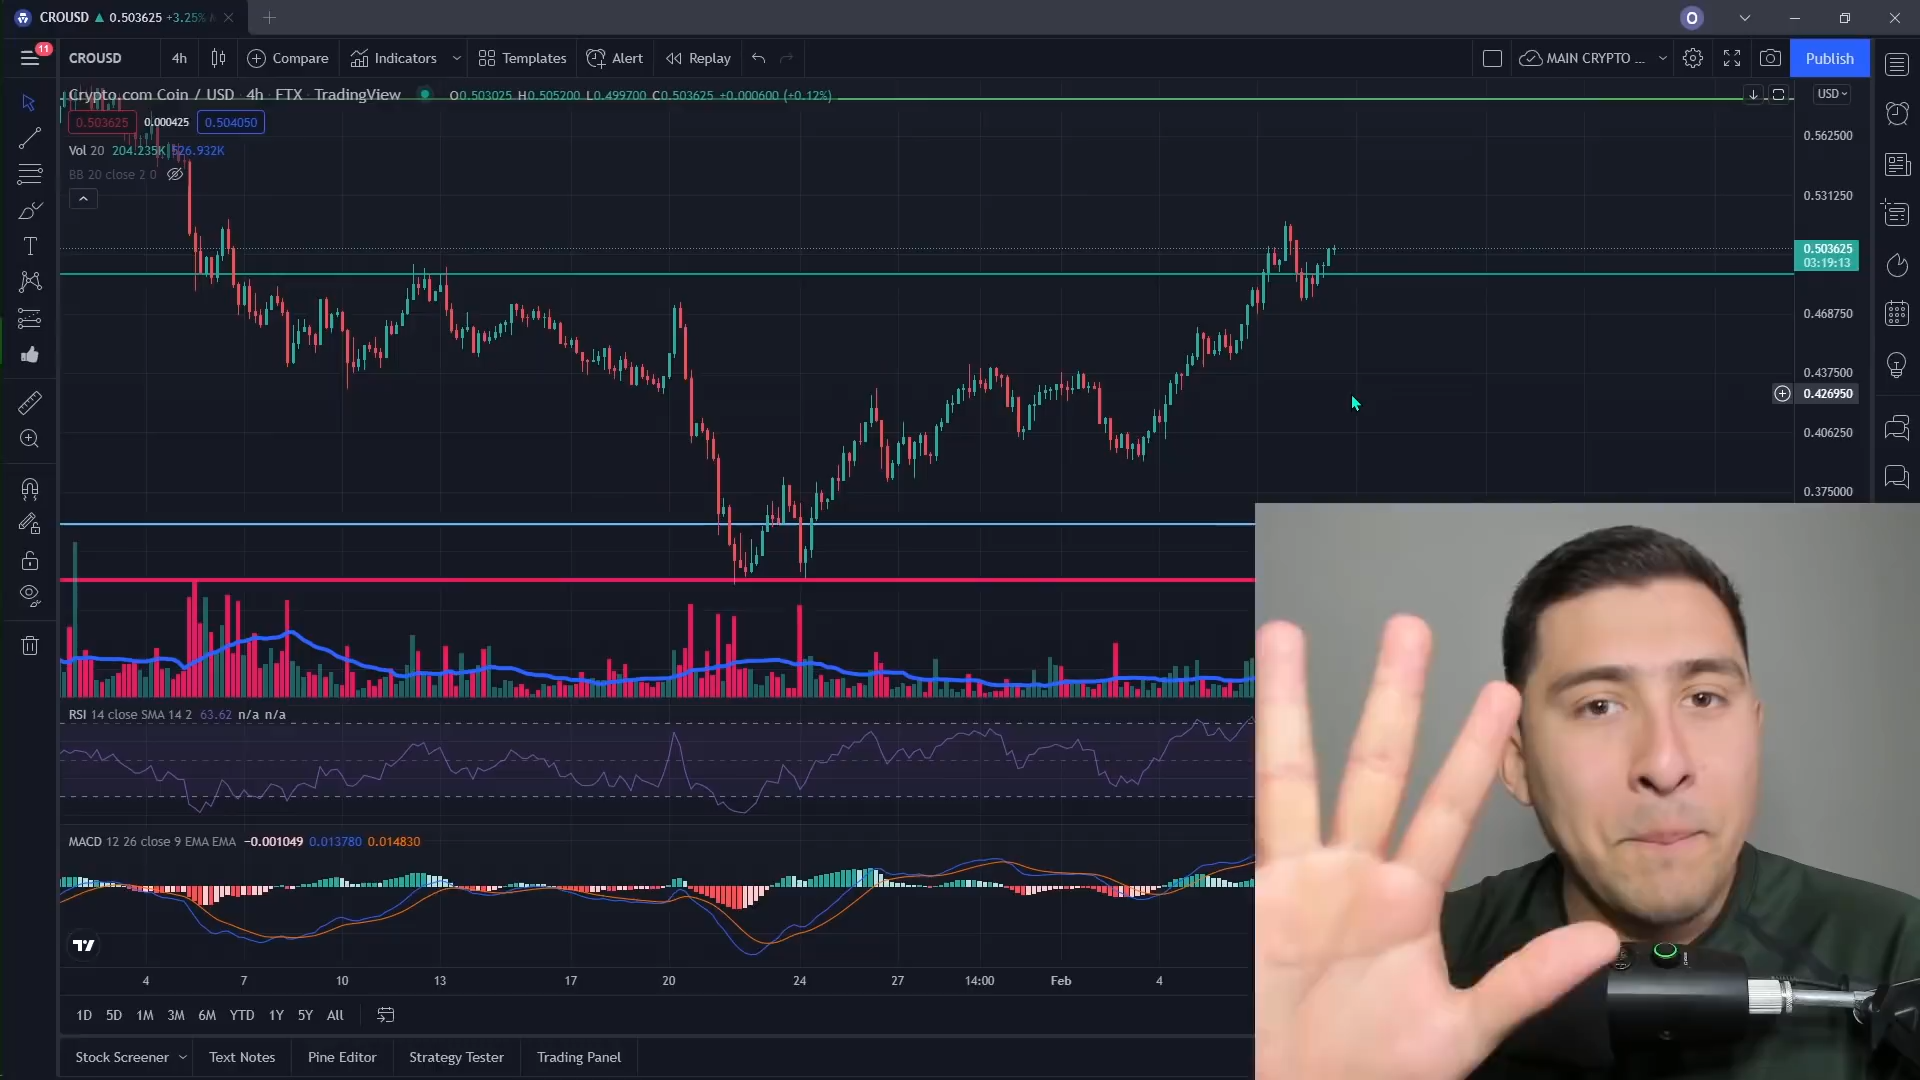 CROUSD ▲ 0.503625 +3.25%
O
11
CROUSD 4h Compare Indicators Templates Alert Replay MAIN CRYPTO ... Publish
Crypto.com Coin / USD · 4h · FTX · TradingView O0.503025 H0.505200 L0.499700 C0.503625 +0.000600 (+0.12%)
USD
0.503625 0.000425 0.504050
Vol 20 204.235K 526.932K
BB 20 close 2 0
0.562500
0.531250
0.503625
03:19:13
0.468750
0.437500
0.426950
0.406250
0.375000
RSI 14 close SMA 14 2 63.62 n/a n/a
MACD 12 26 close 9 EMA EMA −0.001049 0.013780 0.014830
4 7 10 13 17 20 24 27 14:00 Feb 4
1D 5D 1M 3M 6M YTD 1Y 5Y All
Stock Screener Text Notes Pine Editor Strategy Tester Trading Panel